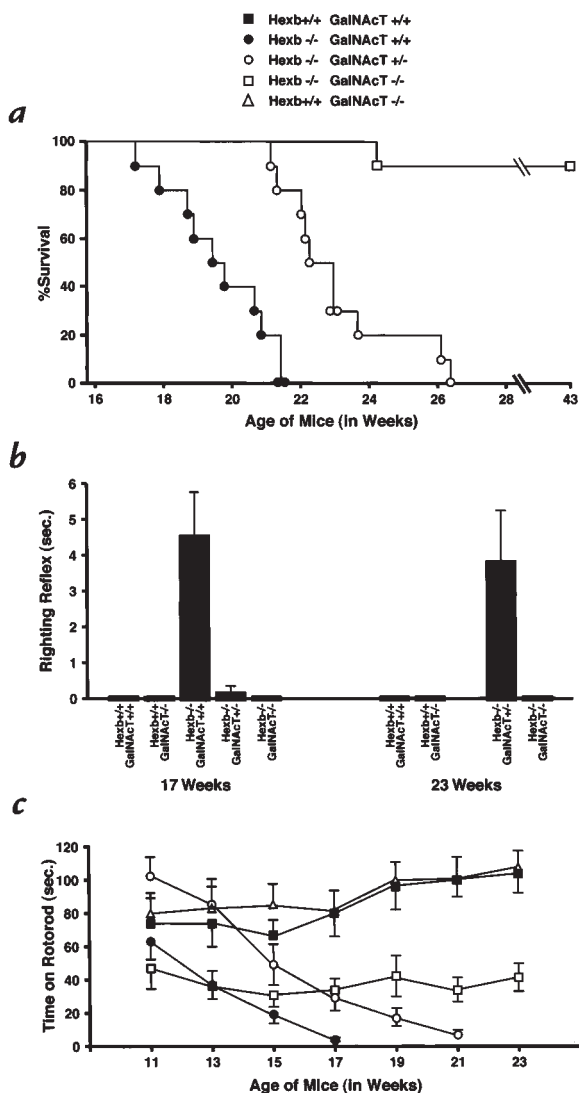 Hexb+/+ GalNAcT +/+
Hexb -/- GalNAcT +/+
Hexb -/- GalNAcT +/-
Hexb -/- GalNAcT -/-
Hexb+/+ GalNAcT -/-
a
100
80
60
40
20
0
%Survival
16 18 20 22 24 26 28 43
Age of Mice (In Weeks)
b
6
5
4
3
2
1
0
Righting Reflex (sec.)
Hexb+/+
GalNAcT+/+
Hexb+/+
GalNAcT-/-
Hexb-/-
GalNAcT+/+
Hexb-/-
GalNAcT+/-
Hexb-/-
GalNAcT-/-
Hexb+/+
GalNAcT+/+
Hexb+/+
GalNAcT-/-
Hexb-/-
GalNAcT+/-
Hexb-/-
GalNAcT-/-
17 Weeks 23 Weeks
c
120
100
80
60
40
20
0
Time on Rotorod (sec.)
11 13 15 17 19 21 23
Age of Mice (in Weeks)